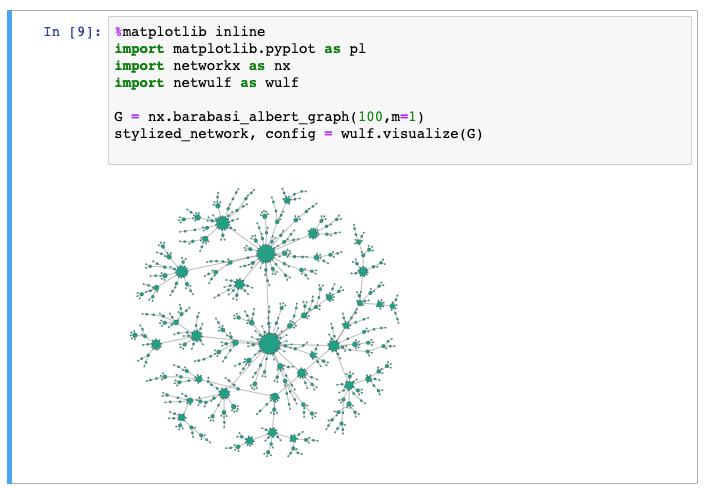 In [9]: %matplotlib inline
import matplotlib.pyplot as pl
import networkx as nx
import netwulf as wulf
G = nx.barabasi_albert_graph(100,m=1)
stylized_network, config = wulf.visualize(G)